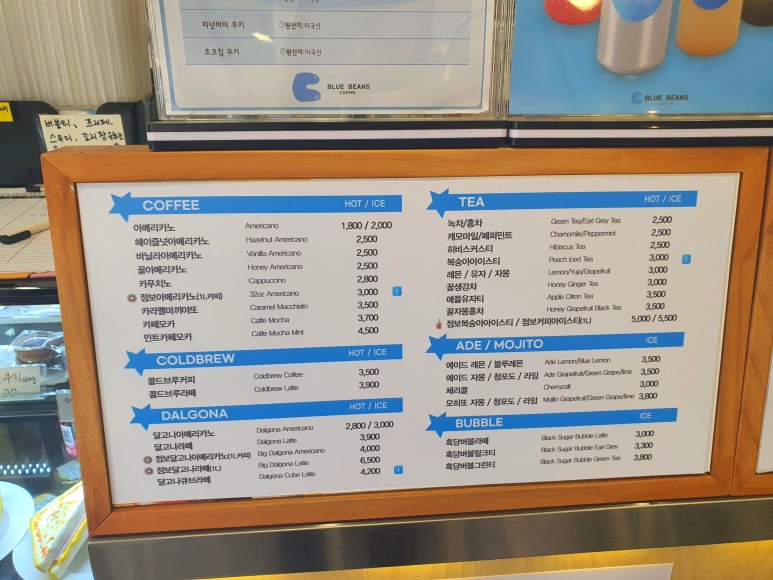 피넛버터 쿠키 ①원산지:미국산
초코칩 쿠키 ①원산지:미국산
BLUE BEANS
COFFEE
BLUE BEANS
버블티, 프라페,
COFFEE HOT / ICE
아메리카노 Americano 1,800 / 2,000
헤이즐넛아메리카노 Hazelnut Americano 2,500
바닐라아메리카노 Vanilla Americano 2,500
꿀아메리카노 Honey Americano 2,500
카푸치노 Cappuccino 2,800
점보아메리카노(1L커피) 32oz Americano 3,000
카라멜마끼아또 Caramel Macchiato 3,500
카페모카 Caffe Mocha 3,700
민트카페모카 Caffe Mocha Mint 4,500
COLDBREW HOT / ICE
콜드브루커피 Coldbrew Coffee 3,500
콜드브루라떼 Coldbrew Latte 3,900
DALGONA HOT / ICE
달고나아메리카노 Dalgona Americano 2,800 / 3,000
달고나라떼 Dalgona Latte 3,900
점보달고나아메리카노(1L커피) Big Dalgona Americano 4,000
점보달고나라떼(1L) Big Dalgona Latte 6,500
달고나큐브라떼 Dalgona Cube Latte 4,200
TEA HOT / ICE
녹차/홍차 Green Tea/Earl Grey Tea 2,500
캐모마일/페퍼민트 Chamomile/Peppermint 2,500
히비스커스티 Hibiscus Tea 2,500
복숭아아이스티 Peach Iced Tea 3,000
레몬 / 유자 / 자몽 Lemon/Yuja/Grapefruit 3,000
꿀생강차 Honey Ginger Tea 3,000
애플유자티 Apple Citron Tea 3,500
꿀자몽홍차 Honey Grapefruit Black Tea 3,500
점보복숭아아이스티 / 점보커피아이스티(1L) 5,000 / 5,500
ADE / MOJITO ICE
에이드 레몬 / 블루레몬 Ade Lemon/Blue Lemon 3,500
에이드 자몽 / 청포도 / 라임 Ade Grapefruit/Green Grape/lime 3,500
체리콜 Cherrycall 3,000
모히또 자몽 / 청포도 / 라임 Mojito Grapefruit/Green Grape/lime 3,800
BUBBLE ICE
흑당버블라떼 Black Sugar Bubble Latte 3,000
흑당버블밀크티 Black Sugar Bubble Earl Grey 3,300
흑당버블그린티 Black Sugar Bubble Green Tea 3,800